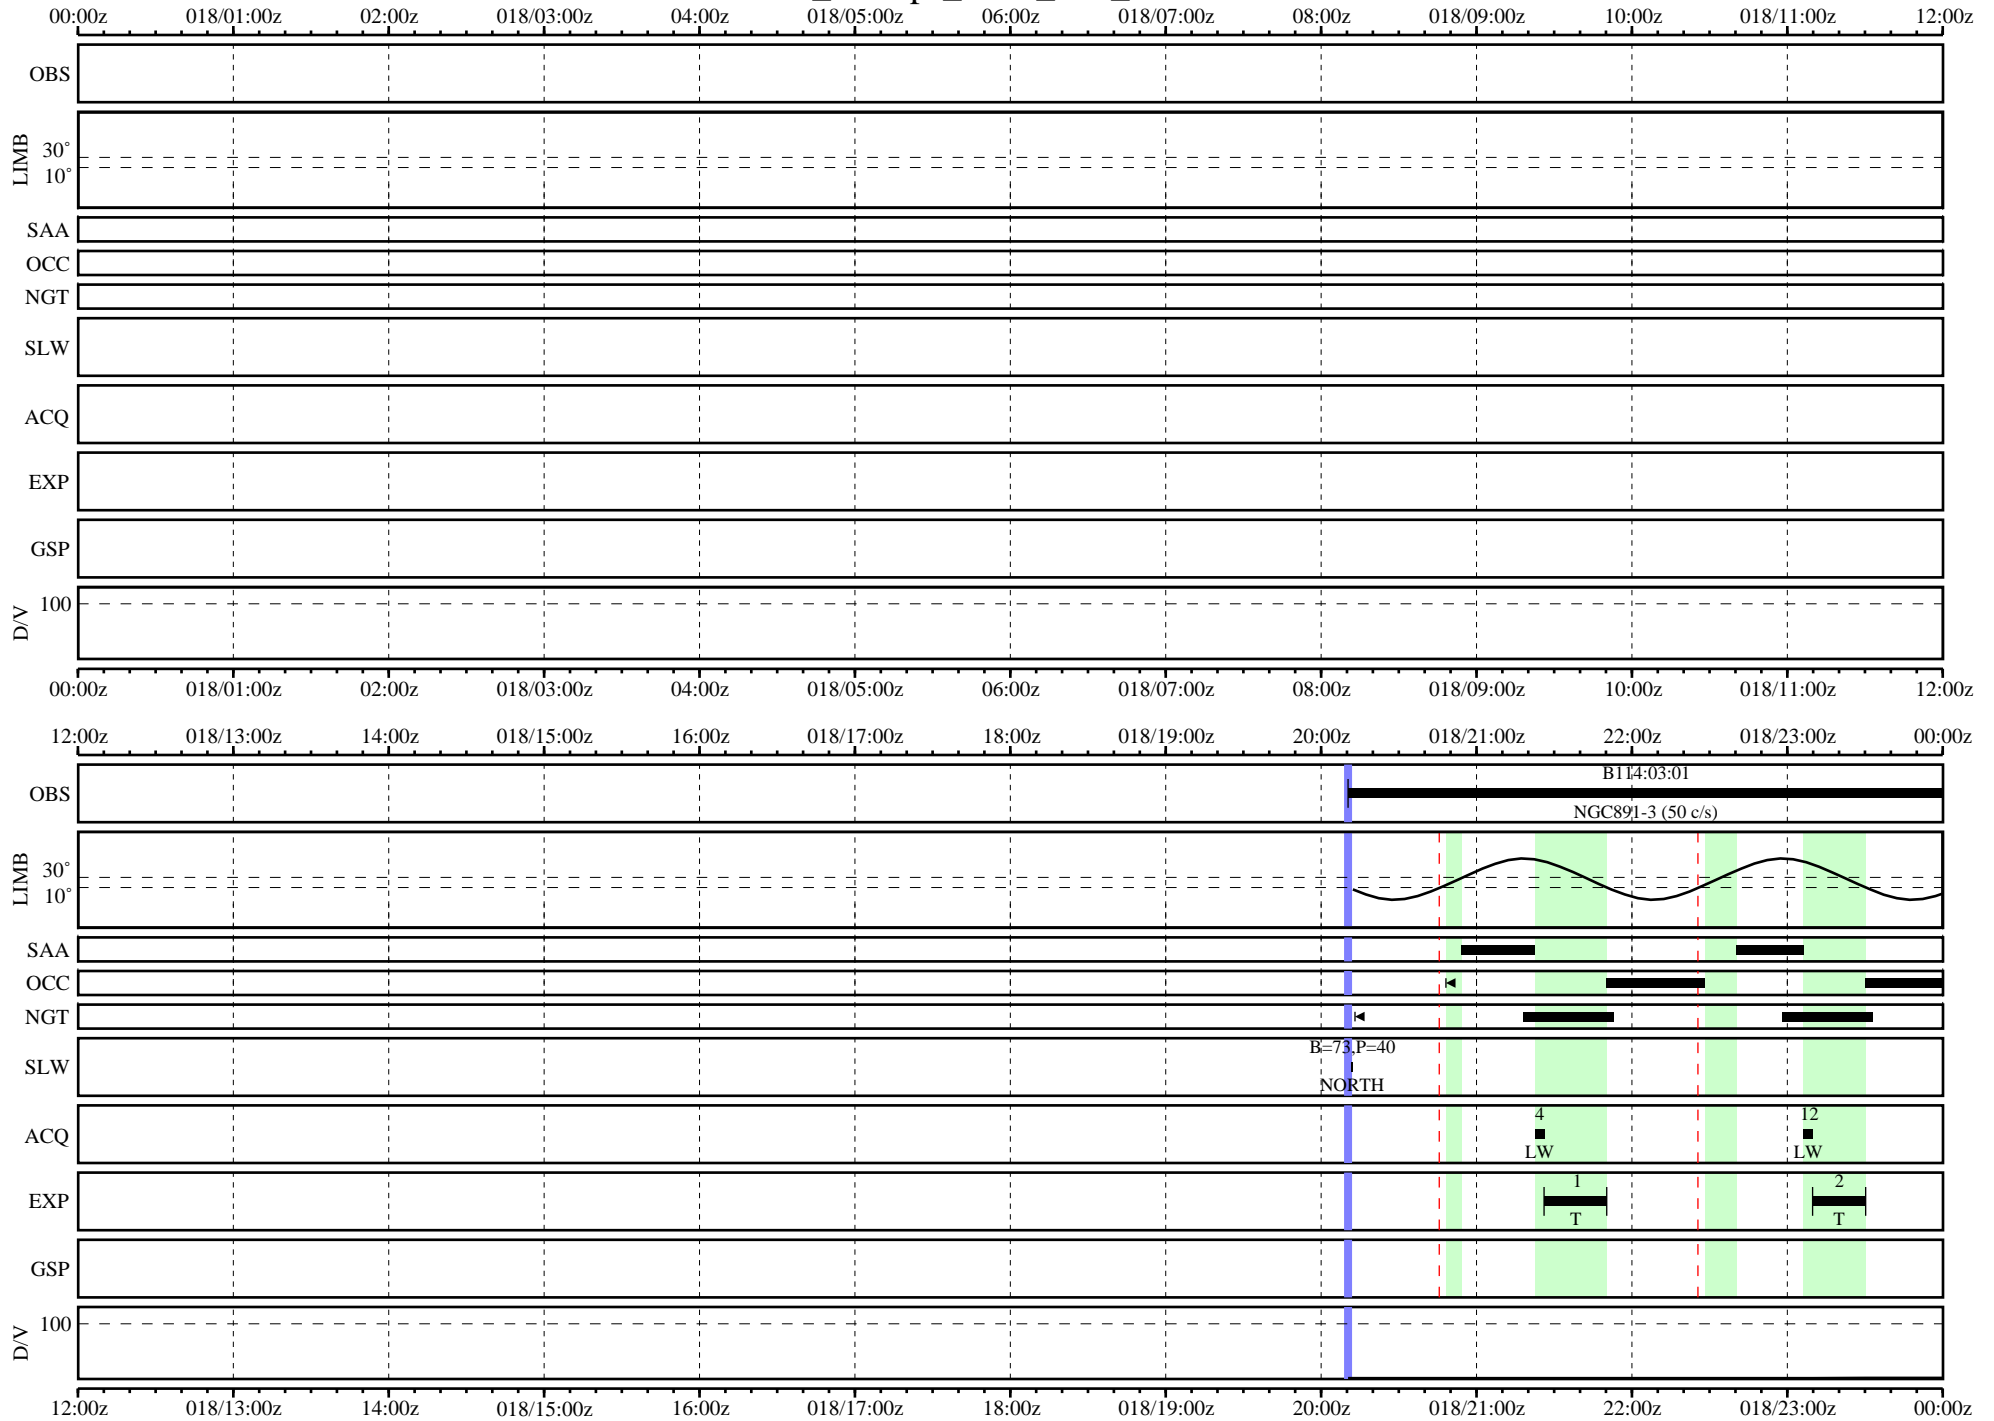 00:00z 018/01:00z 02:00z 018/03:00z 04:00z 018/05:00z 06:00z 018/07:00z 08:00z 018/09:00z 10:00z 018/11:00z 12:00z
OBS
LIMB 30° 10°
SAA
OCC
NGT
SLW
ACQ
EXP
GSP
D/V 100
00:00z 018/01:00z 02:00z 018/03:00z 04:00z 018/05:00z 06:00z 018/07:00z 08:00z 018/09:00z 10:00z 018/11:00z 12:00z
12:00z 018/13:00z 14:00z 018/15:00z 16:00z 018/17:00z 18:00z 018/19:00z 20:00z 018/21:00z 22:00z 018/23:00z 00:00z
B114:03:01
OBS
NGC891-3 (50 c/s)
LIMB 30° 10°
SAA
OCC
NGT
B=73,P=40
SLW
NORTH
4 12
ACQ
LW LW
1 2
EXP
T T
GSP
D/V 100
12:00z 018/13:00z 14:00z 018/15:00z 16:00z 018/17:00z 18:00z 018/19:00z 20:00z 018/21:00z 22:00z 018/23:00z 00:00z